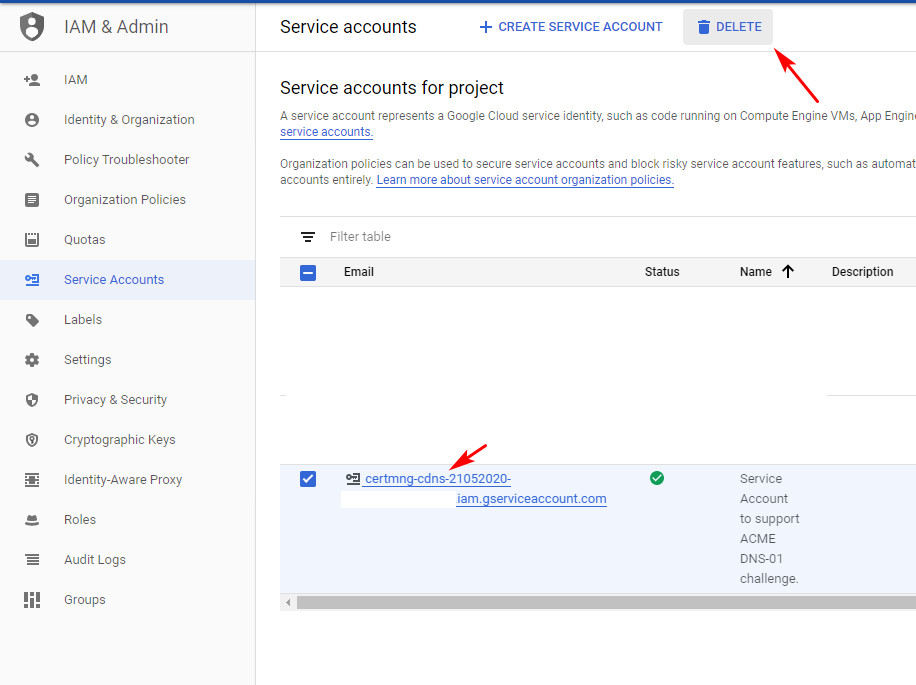 IAM & Admin
Service accounts
CREATE SERVICE ACCOUNT
DELETE
IAM
Identity & Organization
Policy Troubleshooter
Organization Policies
Quotas
Service Accounts
Labels
Settings
Privacy & Security
Cryptographic Keys
Identity-Aware Proxy
Roles
Audit Logs
Groups
Service accounts for project
A service account represents a Google Cloud service identity, such as code running on Compute Engine VMs, App Engine
service accounts.
Organization policies can be used to secure service accounts and block risky service account features, such as automat
accounts entirely. Learn more about service account organization policies.
Filter table
Email Status Name Description
certmng-cdns-21052020-
.iam.gserviceaccount.com
Service
Account
to support
ACME
DNS-01
challenge.